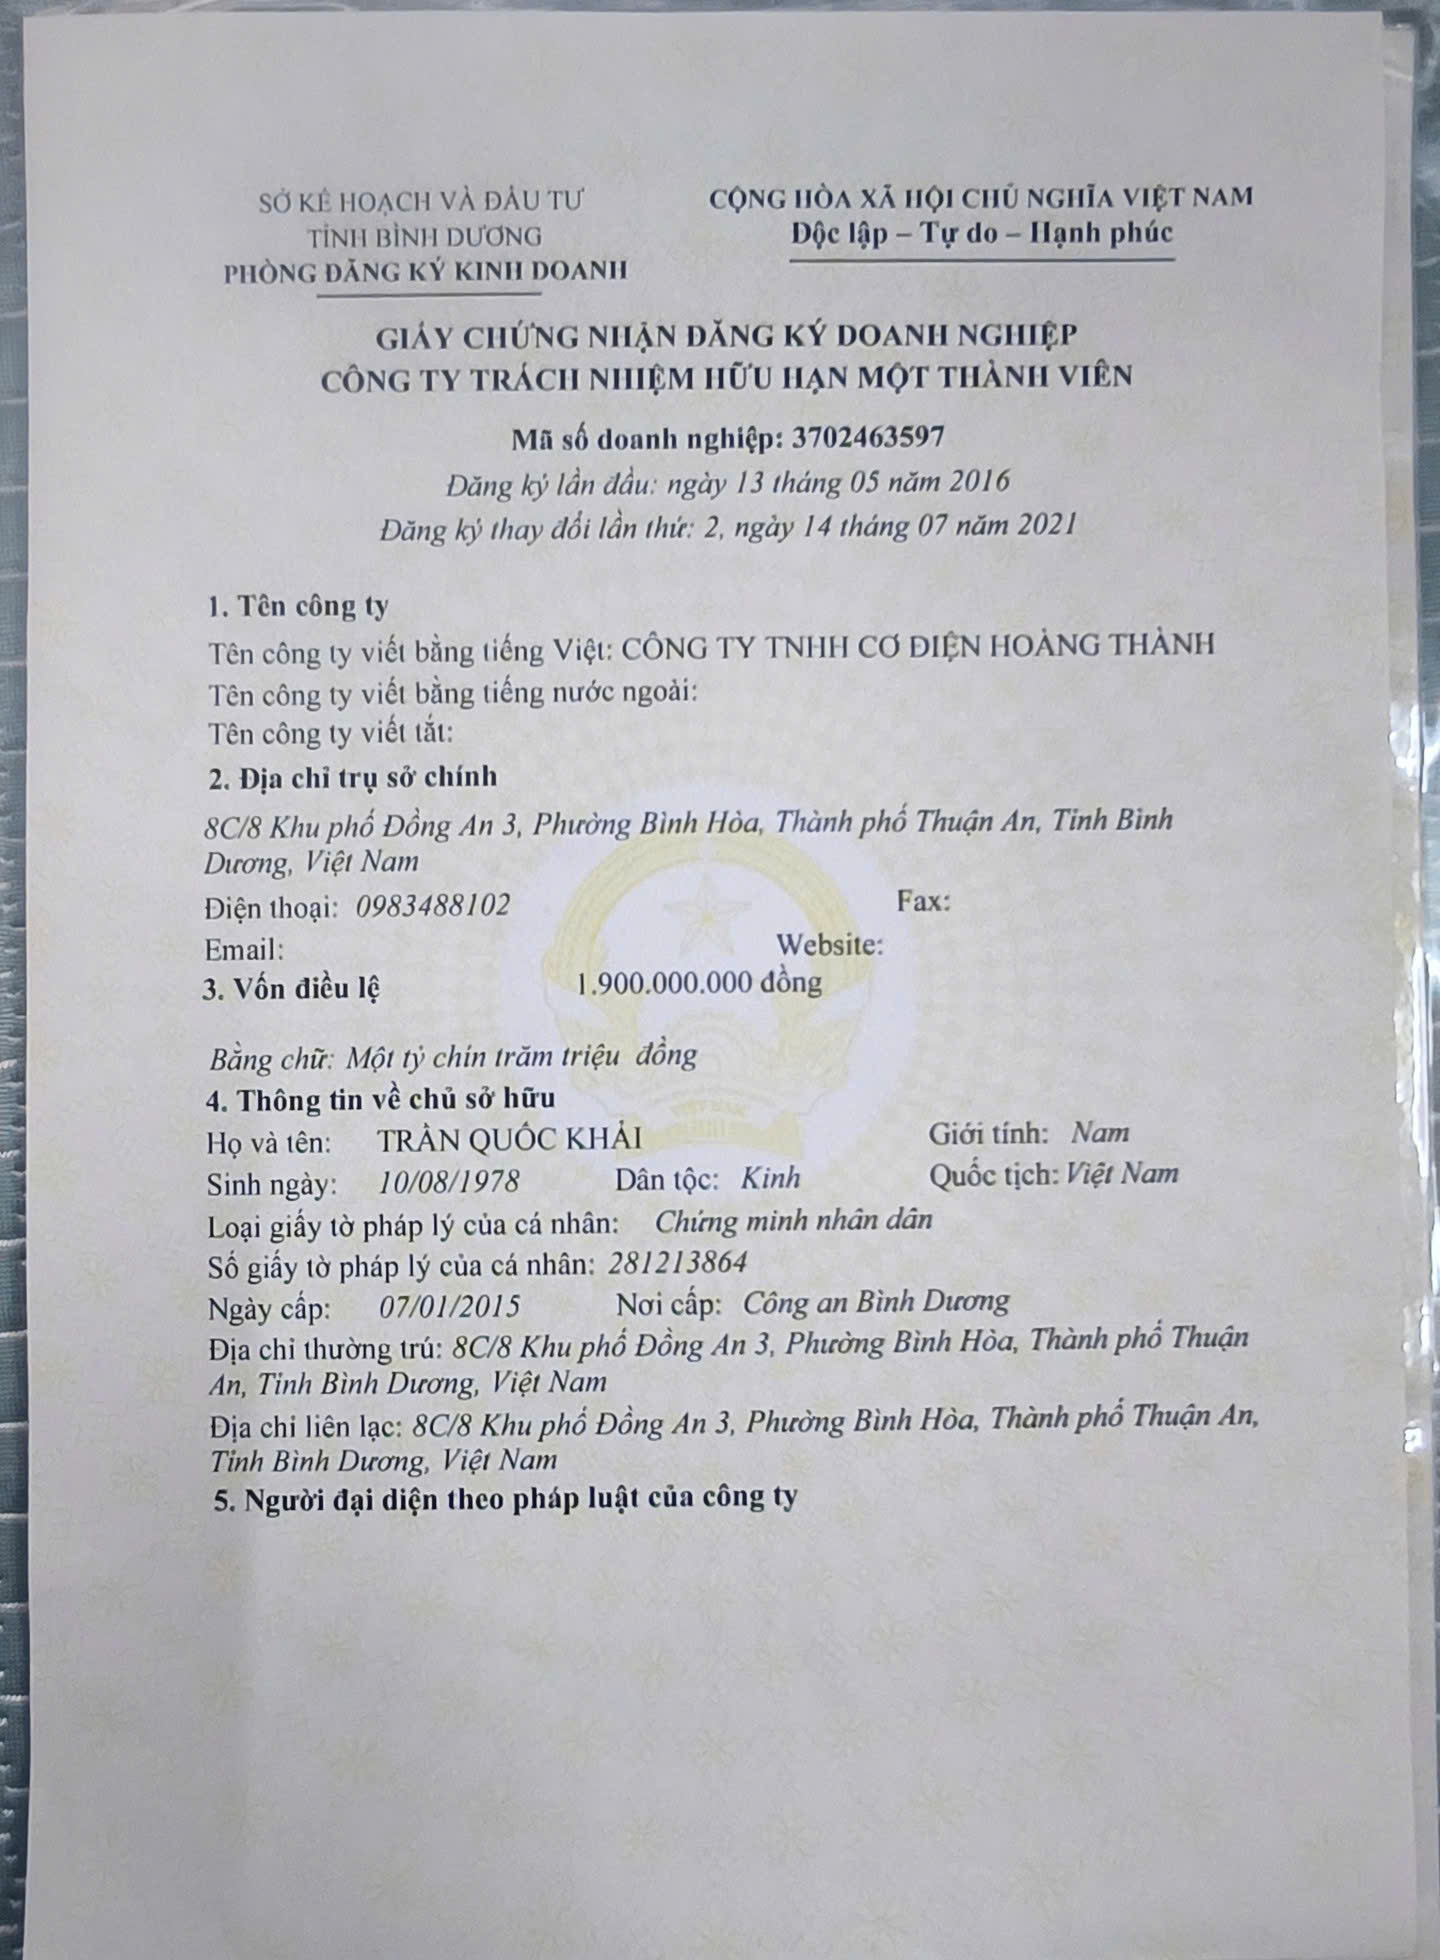 SỞ KẾ HOẠCH VÀ ĐẦU TƯ
TỈNH BÌNH DƯƠNG
PHÒNG ĐĂNG KÝ KINH DOANH
CỘNG HÒA XÃ HỘI CHỦ NGHĨA VIỆT NAM
Độc lập – Tự do – Hạnh phúc
GIẤY CHỨNG NHẬN ĐĂNG KÝ DOANH NGHIỆP
CÔNG TY TRÁCH NHIỆM HỮU HẠN MỘT THÀNH VIÊN
Mã số doanh nghiệp: 3702463597
Đăng ký lần đầu: ngày 13 tháng 05 năm 2016
Đăng ký thay đổi lần thứ: 2, ngày 14 tháng 07 năm 2021
1. Tên công ty
Tên công ty viết bằng tiếng Việt: CÔNG TY TNHH CƠ ĐIỆN HOÀNG THÀNH
Tên công ty viết bằng tiếng nước ngoài:
Tên công ty viết tắt:
2. Địa chỉ trụ sở chính
8C/8 Khu phố Đồng An 3, Phường Bình Hòa, Thành phố Thuận An, Tỉnh Bình
Dương, Việt Nam
Điện thoại: 0983488102 Fax:
Email: Website:
3. Vốn điều lệ 1.900.000.000 đồng
Bằng chữ: Một tỷ chín trăm triệu đồng
4. Thông tin về chủ sở hữu
Họ và tên: TRẦN QUỐC KHẢI Giới tính: Nam
Sinh ngày: 10/08/1978 Dân tộc: Kinh Quốc tịch: Việt Nam
Loại giấy tờ pháp lý của cá nhân: Chứng minh nhân dân
Số giấy tờ pháp lý của cá nhân: 281213864
Ngày cấp: 07/01/2015 Nơi cấp: Công an Bình Dương
Địa chỉ thường trú: 8C/8 Khu phố Đồng An 3, Phường Bình Hòa, Thành phố Thuận
An, Tỉnh Bình Dương, Việt Nam
Địa chỉ liên lạc: 8C/8 Khu phố Đồng An 3, Phường Bình Hòa, Thành phố Thuận An,
Tỉnh Bình Dương, Việt Nam
5. Người đại diện theo pháp luật của công ty